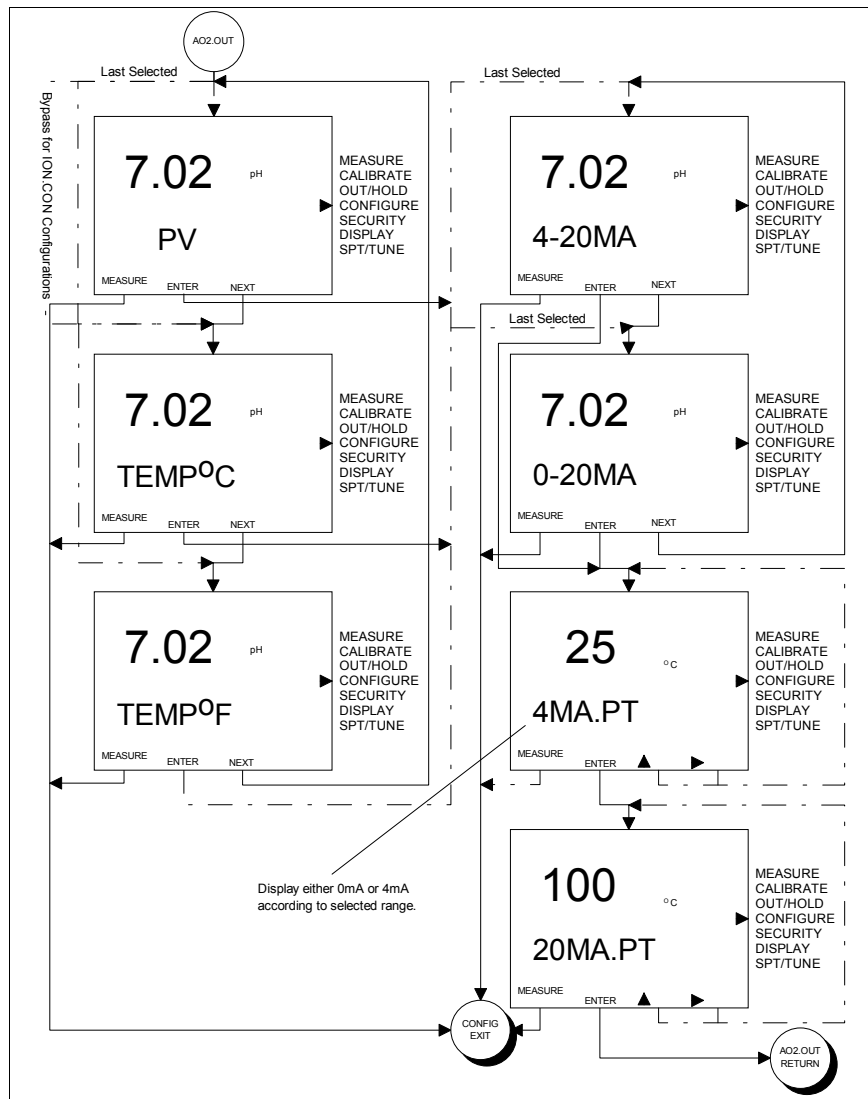 AO2.OUT
Last Selected
Bypass for ION.CON Configurations
7.02 pH
PV
MEASURE
ENTER
NEXT
MEASURE
CALIBRATE
OUT/HOLD
CONFIGURE
SECURITY
DISPLAY
SPT/TUNE
7.02 pH
TEMPºC
MEASURE
ENTER
NEXT
MEASURE
CALIBRATE
OUT/HOLD
CONFIGURE
SECURITY
DISPLAY
SPT/TUNE
7.02 pH
TEMPºF
MEASURE
ENTER
NEXT
MEASURE
CALIBRATE
OUT/HOLD
CONFIGURE
SECURITY
DISPLAY
SPT/TUNE
Last Selected
7.02 pH
4-20MA
MEASURE
ENTER
NEXT
MEASURE
CALIBRATE
OUT/HOLD
CONFIGURE
SECURITY
DISPLAY
SPT/TUNE
Last Selected
7.02 pH
0-20MA
MEASURE
ENTER
NEXT
MEASURE
CALIBRATE
OUT/HOLD
CONFIGURE
SECURITY
DISPLAY
SPT/TUNE
25 ºC
4MA.PT
MEASURE
ENTER
MEASURE
CALIBRATE
OUT/HOLD
CONFIGURE
SECURITY
DISPLAY
SPT/TUNE
Display either 0mA or 4mA
according to selected range.
100 ºC
20MA.PT
MEASURE
ENTER
MEASURE
CALIBRATE
OUT/HOLD
CONFIGURE
SECURITY
DISPLAY
SPT/TUNE
CONFIG
EXIT
AO2.OUT
RETURN